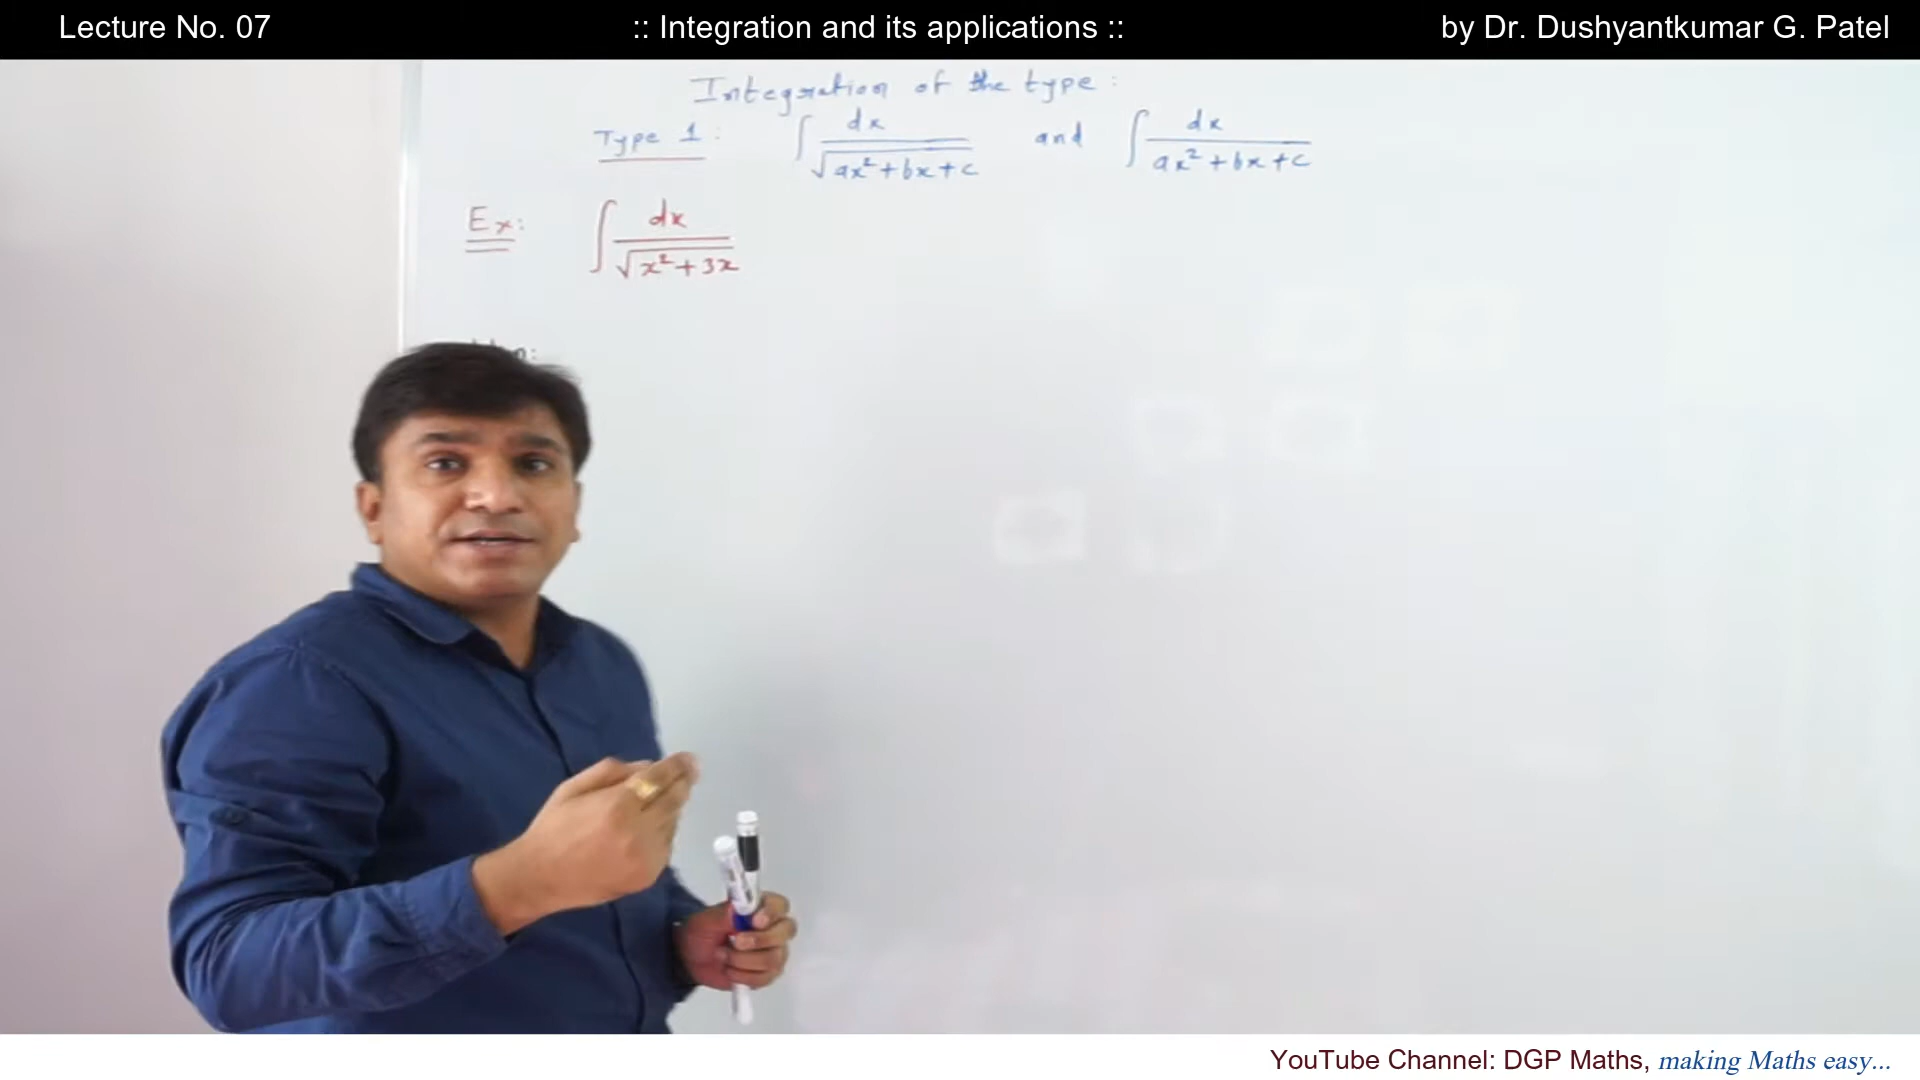 Lecture No. 07 :: Integration and its applications :: by Dr. Dushyantkumar G. Patel
Integration of the type:
Type 1: ∫ dx / √(ax²+bx+c) and ∫ dx / (ax²+bx+c)
Ex: ∫ dx / √(x²+3x)
YouTube Channel: DGP Maths, making Maths easy...